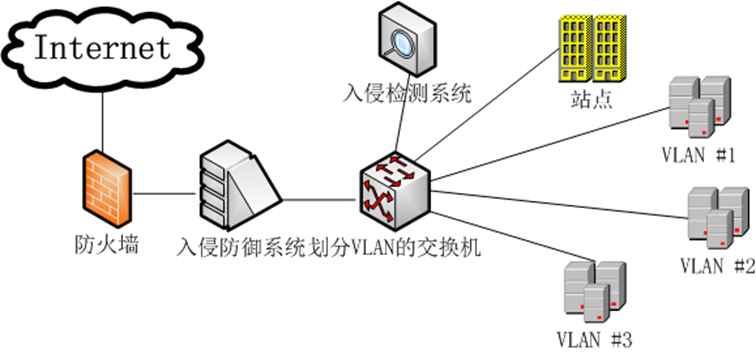 Internet
入侵检测系统
站点
VLAN #1
防火墙
入侵防御系统
划分VLAN的交换机
VLAN #2
VLAN #3